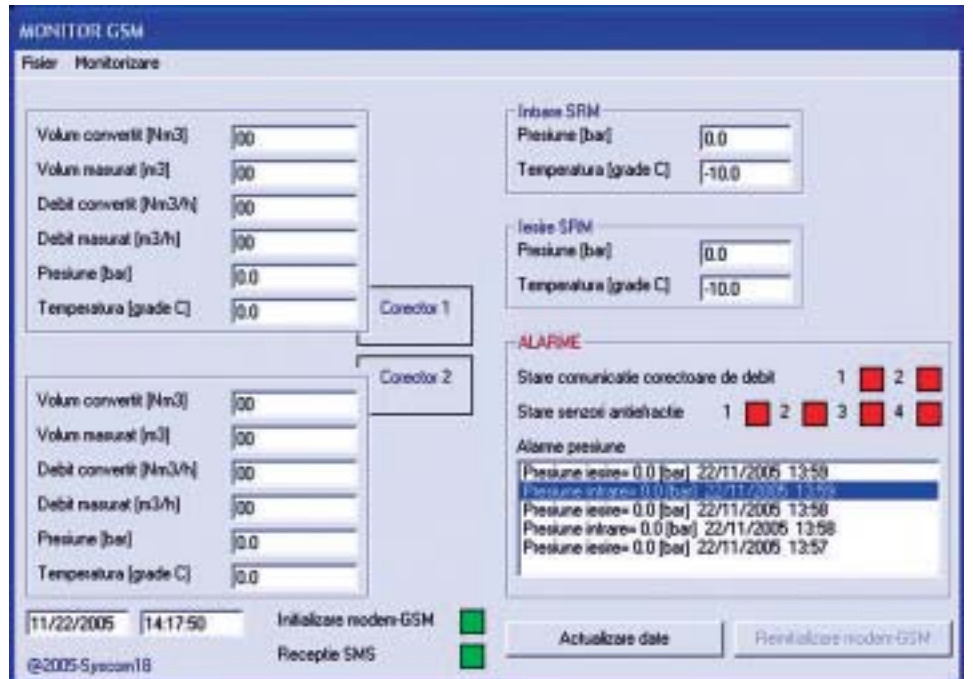 MONITOR GSM
Fisier Monitorizare
Volum convertit [Nm3] 00
Volum masurat [m3] 00
Debit convertit [Nm3/h] 00
Debit masurat [m3/h] 00
Presiune [bar] 0.0
Temperatura [grade C] 0.0
Corector 1
Corector 2
Volum convertit [Nm3] 00
Volum masurat [m3] 00
Debit convertit [Nm3/h] 00
Debit masurat [m3/h] 00
Presiune [bar] 0.0
Temperatura [grade C] 0.0
11/22/2005 14:17:50
@2005-Syscom18
Initializare modem-GSM
Receptie SMS
Intrare SRM
Presiune [bar] 0.0
Temperatura [grade C] -10.0
Iesire SRM
Presiune [bar] 0.0
Temperatura [grade C] -10.0
ALARME
Stare comunicatie corectoare de debit 1 2
Stare senzori antiefractie 1 2 3 4
Alarme presiune
Presiune iesire= 0.0 [bar] 22/11/2005 13:59
Presiune intrare= 0.0 [bar] 22/11/2005 13:59
Presiune iesire= 0.0 [bar] 22/11/2005 13:58
Presiune intrare= 0.0 [bar] 22/11/2005 13:58
Presiune iesire= 0.0 [bar] 22/11/2005 13:57
Actualizare date
Reinitializare modem-GSM